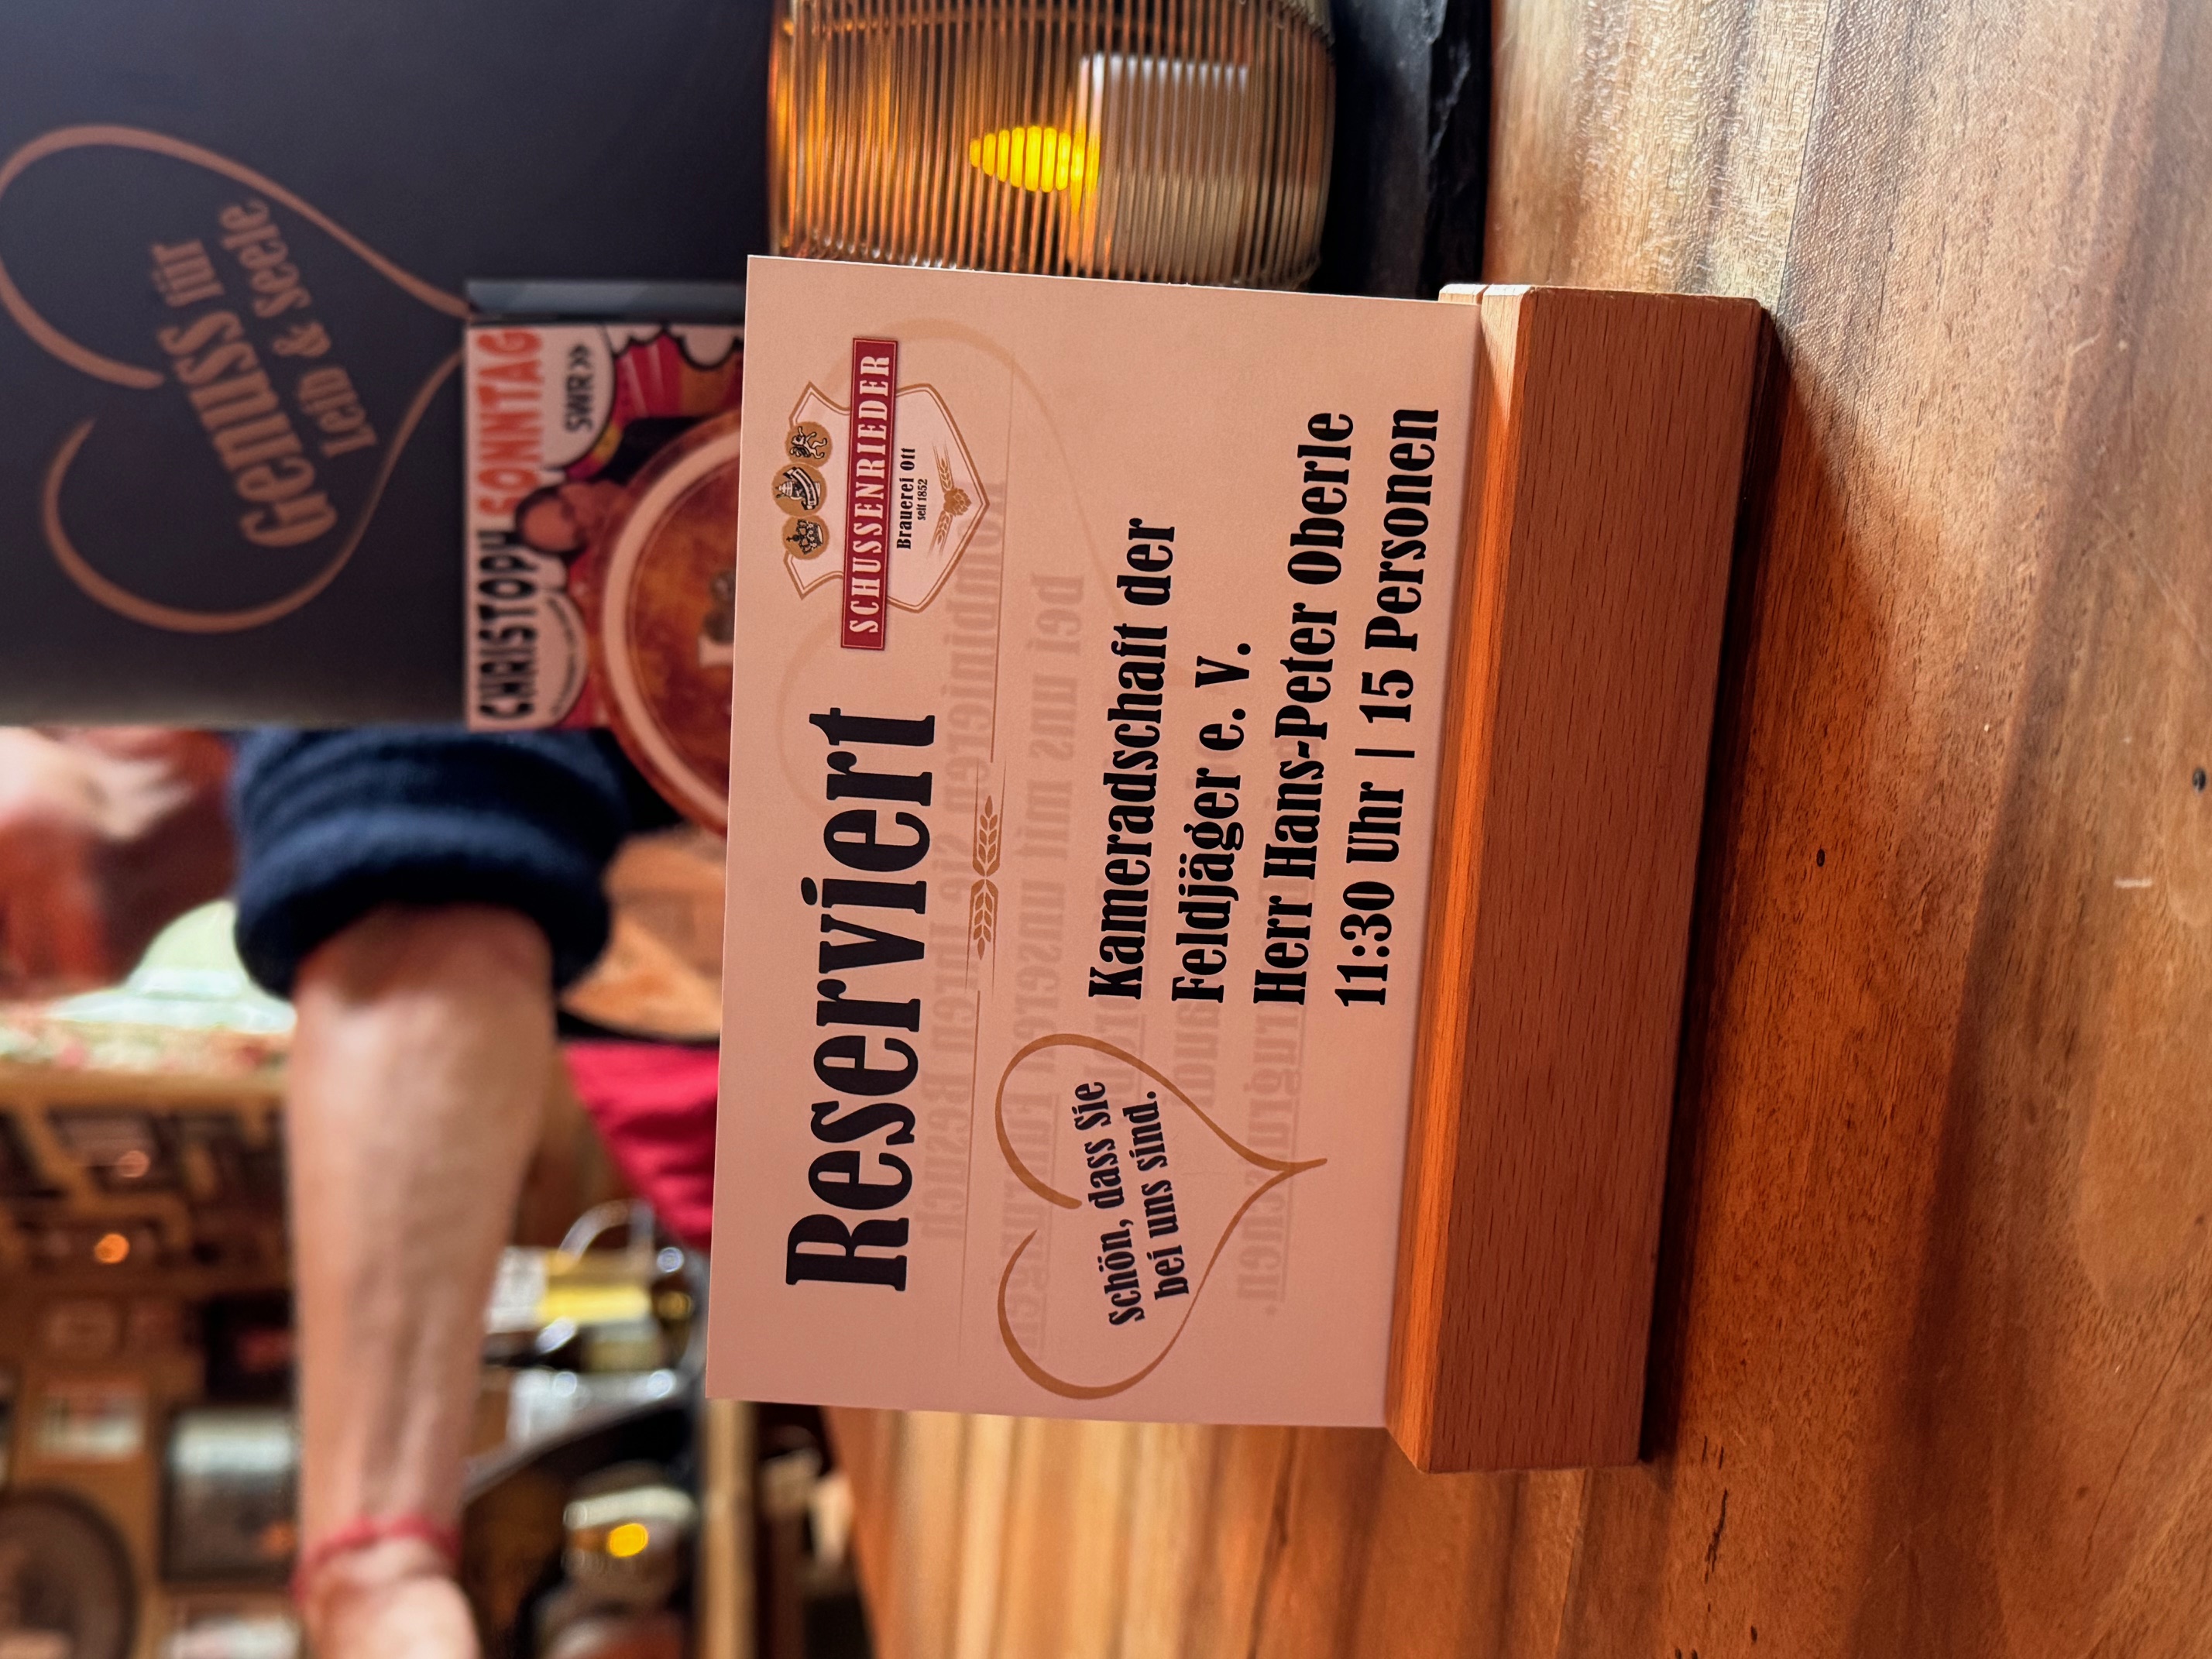 Genuss für
Leib & Seele
SONNTAG
SWR»
Reserviert
SCHUSSENRIEDER
Brauerei Ott
seit 1852
Schön, dass Sie
bei uns sind.
Kameradschaft der
Feldjäger e. V.
Herr Hans-Peter Oberle
11:30 Uhr | 15 Personen